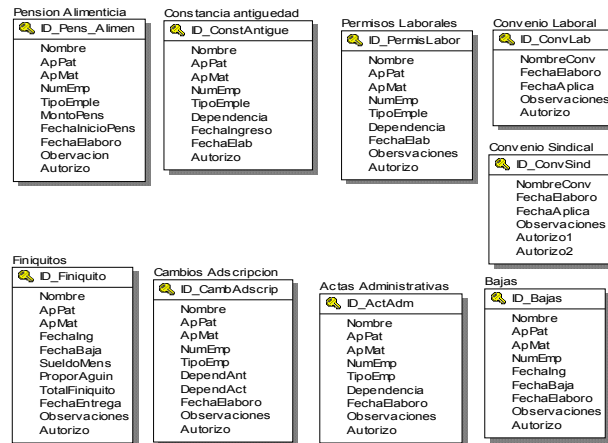 Pension Alimenticia
ID_Pens_Alimen
Nombre
ApPat
ApMat
NumEmp
TipoEmple
MontoPens
FechaInicioPens
FechaElaboro
Obervacion
Autorizo
Constancia antiguedad
ID_ConstAntigue
Nombre
ApPat
ApMat
NumEmp
TipoEmple
Dependencia
FechaIngreso
FechaElab
Autorizo
Permisos Laborales
ID_PermisLabor
Nombre
ApPat
ApMat
NumEmp
TipoEmple
Dependencia
FechaElab
Obersvaciones
Autorizo
Convenio Laboral
ID_ConvLab
NombreConv
FechaElaboro
FechaAplica
Observaciones
Autorizo
Convenio Sindical
ID_ConvSind
NombreConv
FechaElaboro
FechaAplica
Observaciones
Autorizo1
Autorizo2
Finiquitos
ID_Finiquito
Nombre
ApPat
ApMat
FechaIng
FechaBaja
SueldoMens
ProporAguin
TotalFiniquito
FechaEntrega
Observaciones
Autorizo
Cambios Adscripcion
ID_CambAdscrip
Nombre
ApPat
ApMat
NumEmp
TipoEmp
DependAnt
DependAct
FechaElaboro
Observaciones
Autorizo
Actas Administrativas
ID_ActAdm
Nombre
ApPat
ApMat
NumEmp
TipoEmp
Dependencia
FechaElaboro
Observaciones
Autorizo
Bajas
ID_Bajas
Nombre
ApPat
ApMat
NumEmp
FechaIng
FechaBaja
FechaElaboro
Observaciones
Autorizo